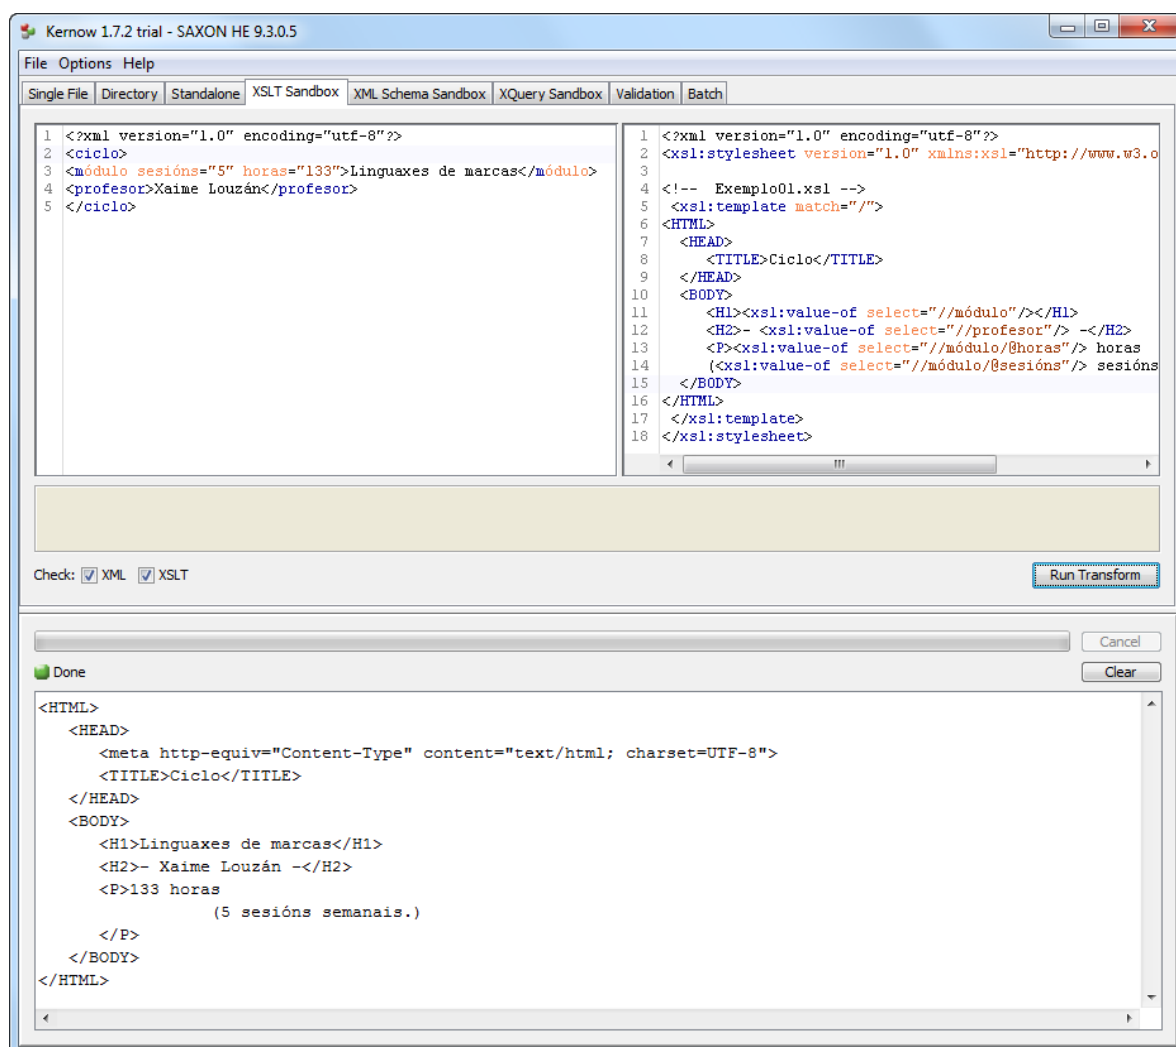 Kernow 1.7.2 trial - SAXON HE 9.3.0.5
File Options Help
Single File Directory Standalone XSLT Sandbox XML Schema Sandbox XQuery Sandbox Validation Batch
1 <?xml version="1.0" encoding="utf-8"?>
2 <ciclo>
3 <módulo sesións="5" horas="133">Linguaxes de marcas</módulo>
4 <profesor>Xaime Louzán</profesor>
5 </ciclo>
1 <?xml version="1.0" encoding="utf-8"?>
2 <xsl:stylesheet version="1.0" xmlns:xsl="http://www.w3.o
3
4 <!-- Exemplo01.xsl -->
5 <xsl:template match="/">
6 <HTML>
7 <HEAD>
8 <TITLE>Ciclo</TITLE>
9 </HEAD>
10 <BODY>
11 <H1><xsl:value-of select="//módulo"/></H1>
12 <H2>- <xsl:value-of select="//profesor"/> -</H2>
13 <P><xsl:value-of select="//módulo/@horas"/> horas
14 (<xsl:value-of select="//módulo/@sesións"/> sesións
15 </BODY>
16 </HTML>
17 </xsl:template>
18 </xsl:stylesheet>
Check: XML XSLT
Run Transform
Cancel
Done
Clear
<HTML>
<HEAD>
<meta http-equiv="Content-Type" content="text/html; charset=UTF-8">
<TITLE>Ciclo</TITLE>
</HEAD>
<BODY>
<H1>Linguaxes de marcas</H1>
<H2>- Xaime Louzán -</H2>
<P>133 horas
(5 sesións semanais.)
</P>
</BODY>
</HTML>